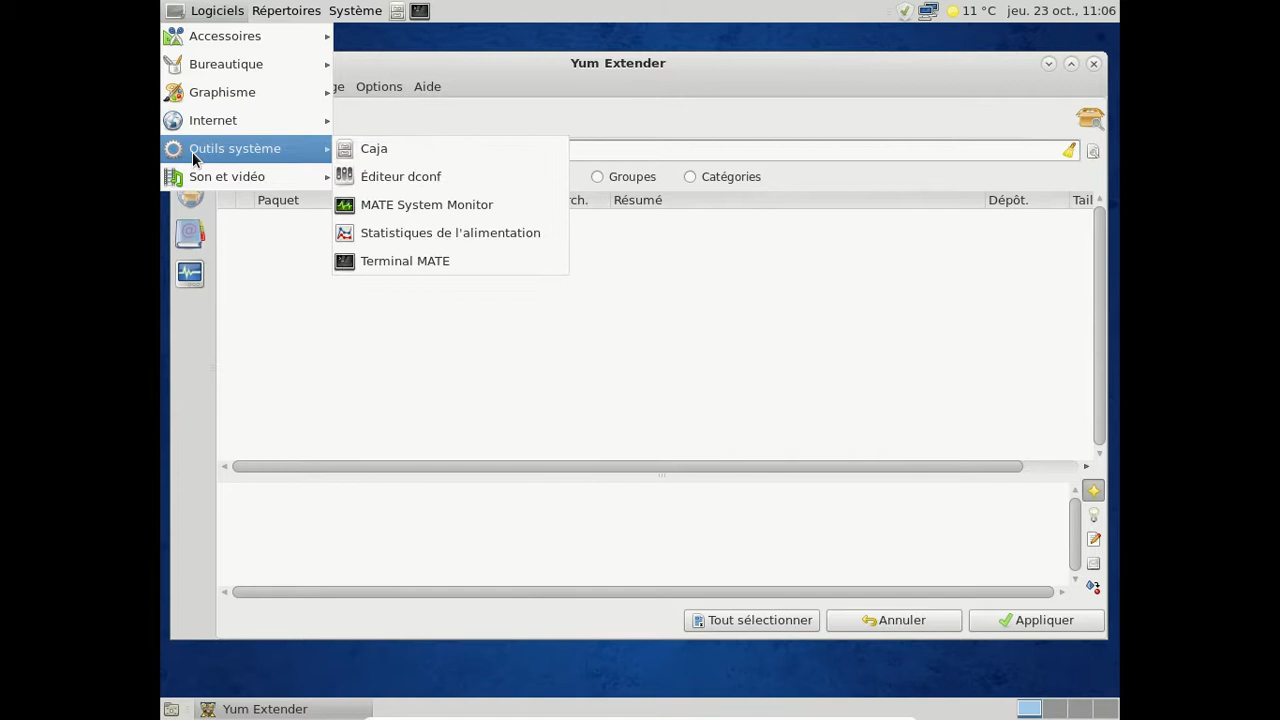 Logiciels Répertoires Système 11 °C jeu. 23 oct., 11:06
Accessoires
Bureautique
Graphisme
Internet
Outils système
Son et vidéo
Caja
Éditeur dconf
MATE System Monitor
Statistiques de l'alimentation
Terminal MATE
Yum Extender
ge Options Aide
Groupes Catégories
Paquet rch. Résumé Dépôt. Tail
Tout sélectionner Annuler Appliquer
Yum Extender